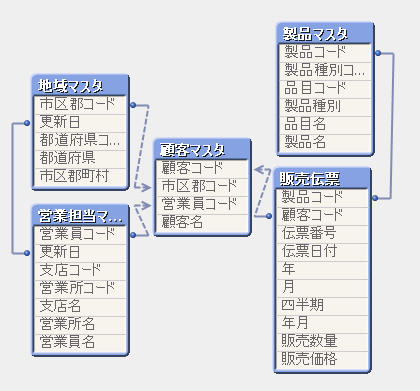 製品マスタ
製品コード
製品種別コ...
品目コード
製品種別
品目名
製品名
地域マスタ
市区郡コード
更新日
都道府県コ...
都道府県
市区郡町村
顧客マスタ
顧客コード
市区郡コード
営業員コード
顧客名
販売伝票
製品コード
顧客コード
伝票番号
伝票日付
年
月
四半期
年月
販売数量
販売価格
営業担当マ...
営業員コード
更新日
支店コード
営業所コード
支店名
営業所名
営業員名